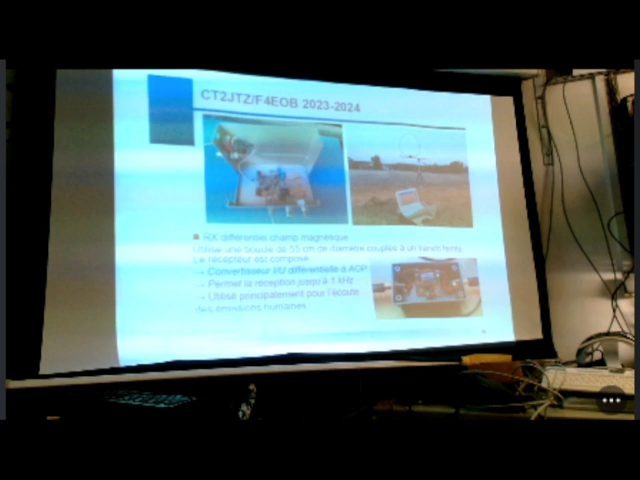 CT2JTZ/F4EOB 2023-2024
RX différentiel champ magnétique
Utilise une boucle de 55 cm de diamètre couplée à un transfo
Le récepteur est composé
→ Convertisseur I/U différentielle à AOP
→ Permet la réception jusqu'à 1 kHz
→ Utilisé principalement pour l'écoute
des émissions humaines